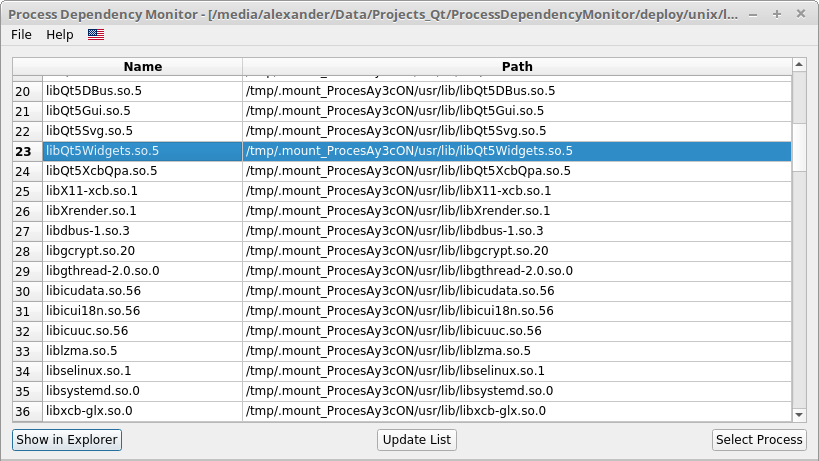 Process Dependency Monitor - [/media/alexander/Data/Projects_Qt/ProcessDependencyMonitor/deploy/unix/l...
File Help
Name Path
20 libQt5DBus.so.5 /tmp/.mount_ProcesAy3cON/usr/lib/libQt5DBus.so.5
21 libQt5Gui.so.5 /tmp/.mount_ProcesAy3cON/usr/lib/libQt5Gui.so.5
22 libQt5Svg.so.5 /tmp/.mount_ProcesAy3cON/usr/lib/libQt5Svg.so.5
23 libQt5Widgets.so.5 /tmp/.mount_ProcesAy3cON/usr/lib/libQt5Widgets.so.5
24 libQt5XcbQpa.so.5 /tmp/.mount_ProcesAy3cON/usr/lib/libQt5XcbQpa.so.5
25 libX11-xcb.so.1 /tmp/.mount_ProcesAy3cON/usr/lib/libX11-xcb.so.1
26 libXrender.so.1 /tmp/.mount_ProcesAy3cON/usr/lib/libXrender.so.1
27 libdbus-1.so.3 /tmp/.mount_ProcesAy3cON/usr/lib/libdbus-1.so.3
28 libgcrypt.so.20 /tmp/.mount_ProcesAy3cON/usr/lib/libgcrypt.so.20
29 libgthread-2.0.so.0 /tmp/.mount_ProcesAy3cON/usr/lib/libgthread-2.0.so.0
30 libicudata.so.56 /tmp/.mount_ProcesAy3cON/usr/lib/libicudata.so.56
31 libicui18n.so.56 /tmp/.mount_ProcesAy3cON/usr/lib/libicui18n.so.56
32 libicuuc.so.56 /tmp/.mount_ProcesAy3cON/usr/lib/libicuuc.so.56
33 liblzma.so.5 /tmp/.mount_ProcesAy3cON/usr/lib/liblzma.so.5
34 libselinux.so.1 /tmp/.mount_ProcesAy3cON/usr/lib/libselinux.so.1
35 libsystemd.so.0 /tmp/.mount_ProcesAy3cON/usr/lib/libsystemd.so.0
36 libxcb-glx.so.0 /tmp/.mount_ProcesAy3cON/usr/lib/libxcb-glx.so.0
Show in Explorer Update List Select Process